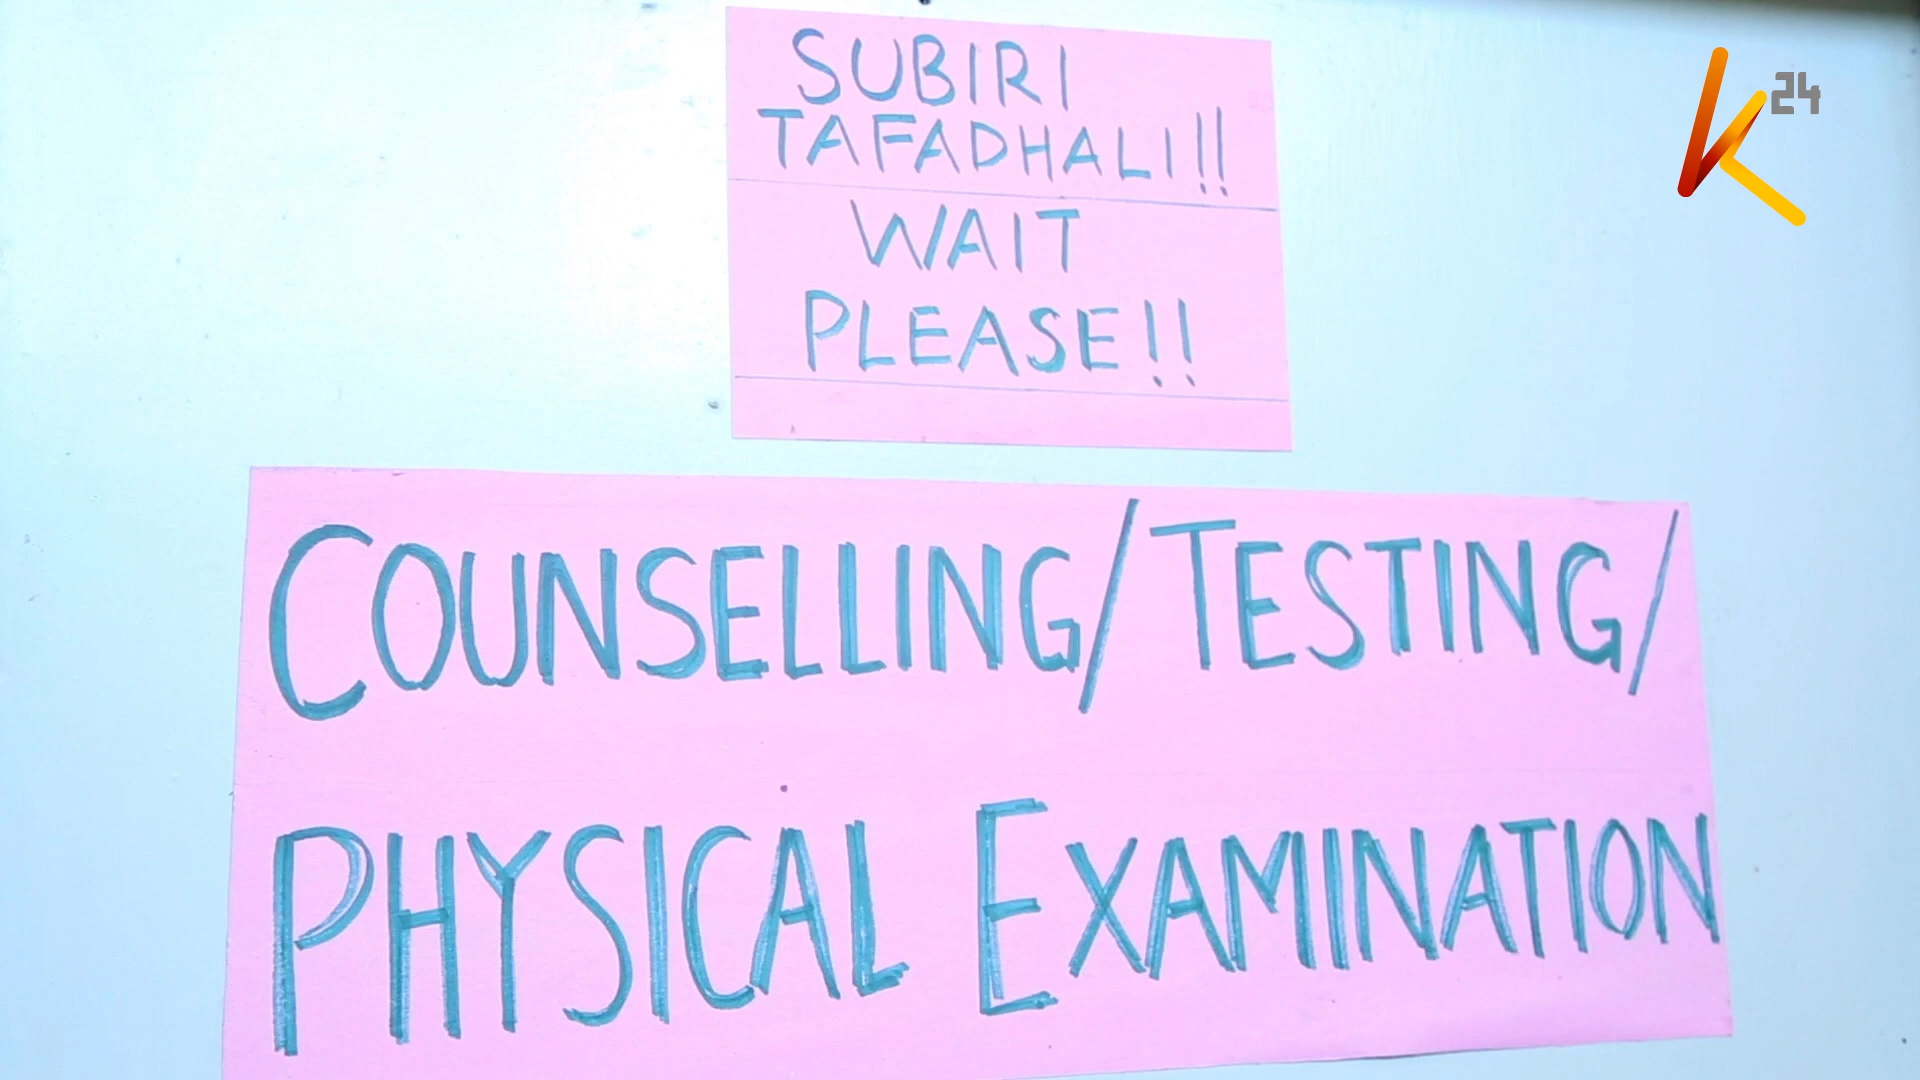 SUBIRI
TAFADHALI!!
WAIT
PLEASE!!
COUNSELLING/TESTING/
PHYSICAL EXAMINATION
K24